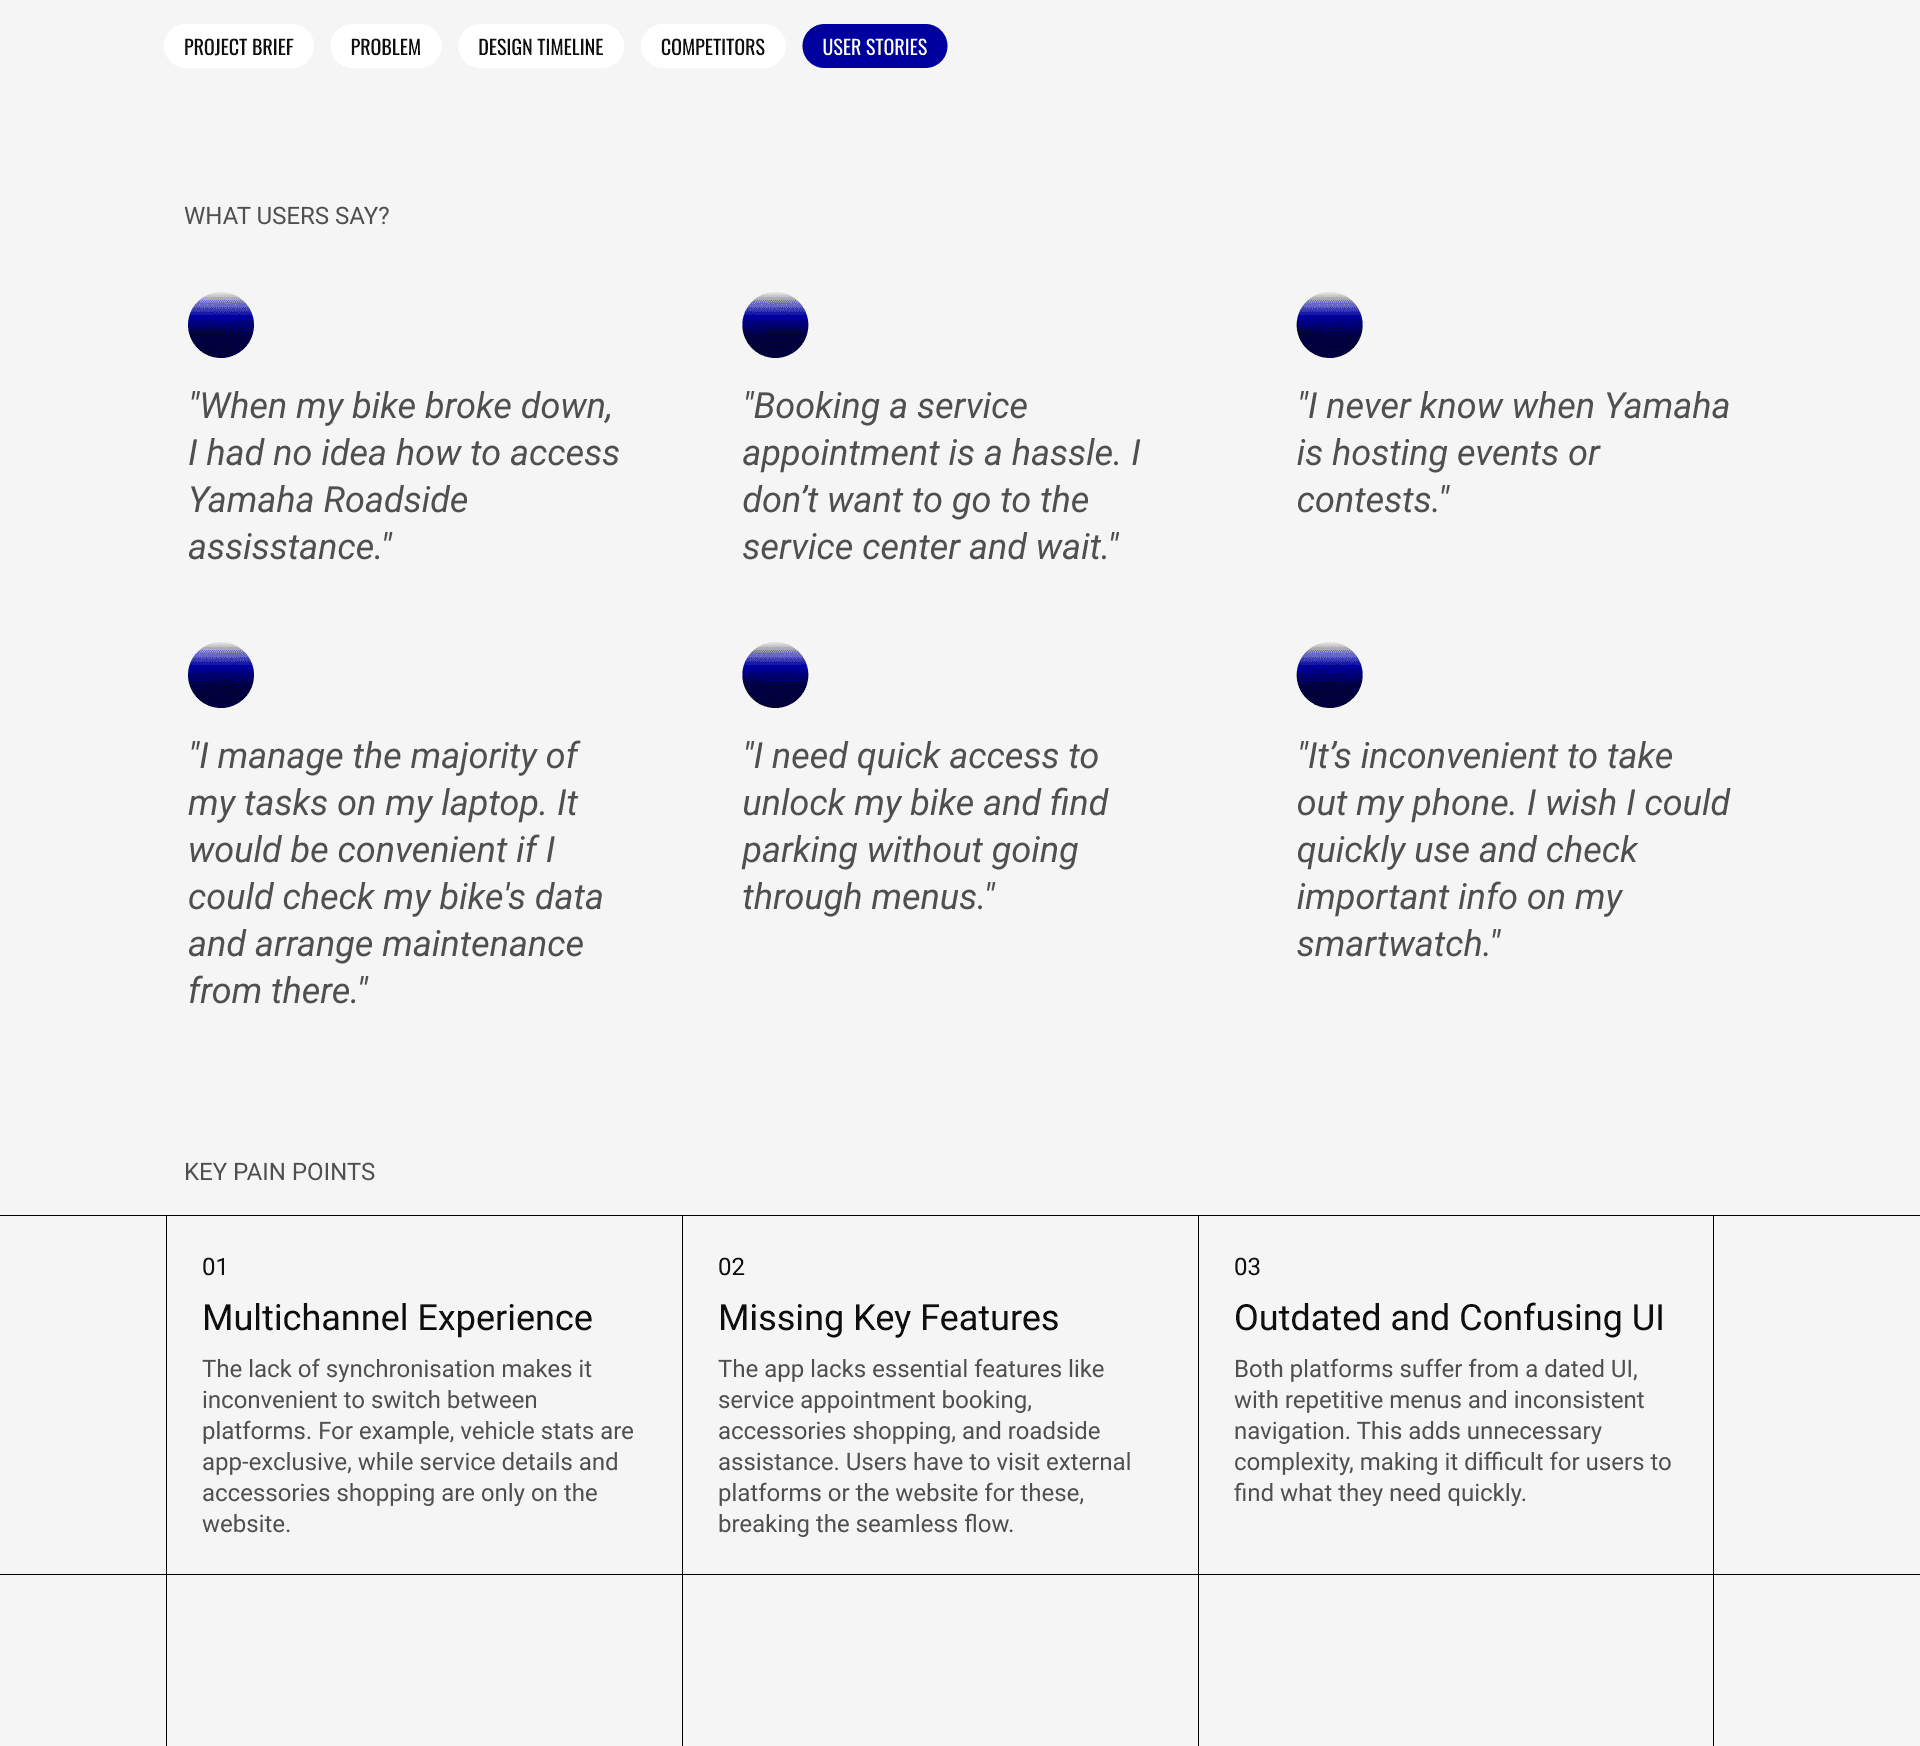 PROJECT BRIEF
PROBLEM
DESIGN TIMELINE
COMPETITORS
USER STORIES
WHAT USERS SAY?
"When my bike broke down,
I had no idea how to access
Yamaha Roadside
assisstance."
"Booking a service
appointment is a hassle. I
don’t want to go to the
service center and wait."
"I never know when Yamaha
is hosting events or
contests."
"I manage the majority of
my tasks on my laptop. It
would be convenient if I
could check my bike's data
and arrange maintenance
from there."
"I need quick access to
unlock my bike and find
parking without going
through menus."
"It’s inconvenient to take
out my phone. I wish I could
quickly use and check
important info on my
smartwatch."
KEY PAIN POINTS
01
Multichannel Experience
The lack of synchronisation makes it
inconvenient to switch between
platforms. For example, vehicle stats are
app-exclusive, while service details and
accessories shopping are only on the
website.
02
Missing Key Features
The app lacks essential features like
service appointment booking,
accessories shopping, and roadside
assistance. Users have to visit external
platforms or the website for these,
breaking the seamless flow.
03
Outdated and Confusing UI
Both platforms suffer from a dated UI,
with repetitive menus and inconsistent
navigation. This adds unnecessary
complexity, making it difficult for users to
find what they need quickly.